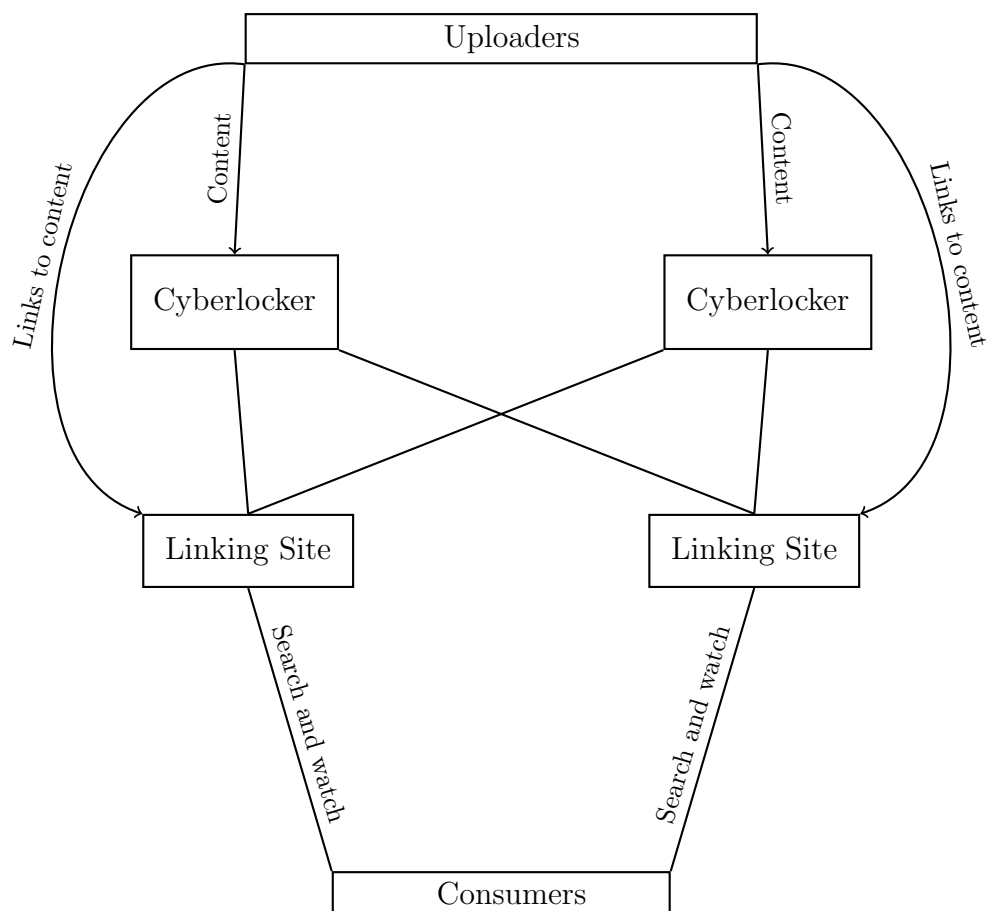 Uploaders
Content
Content
Links to content
Links to content
Cyberlocker
Cyberlocker
Linking Site
Linking Site
Search and watch
Search and watch
Consumers